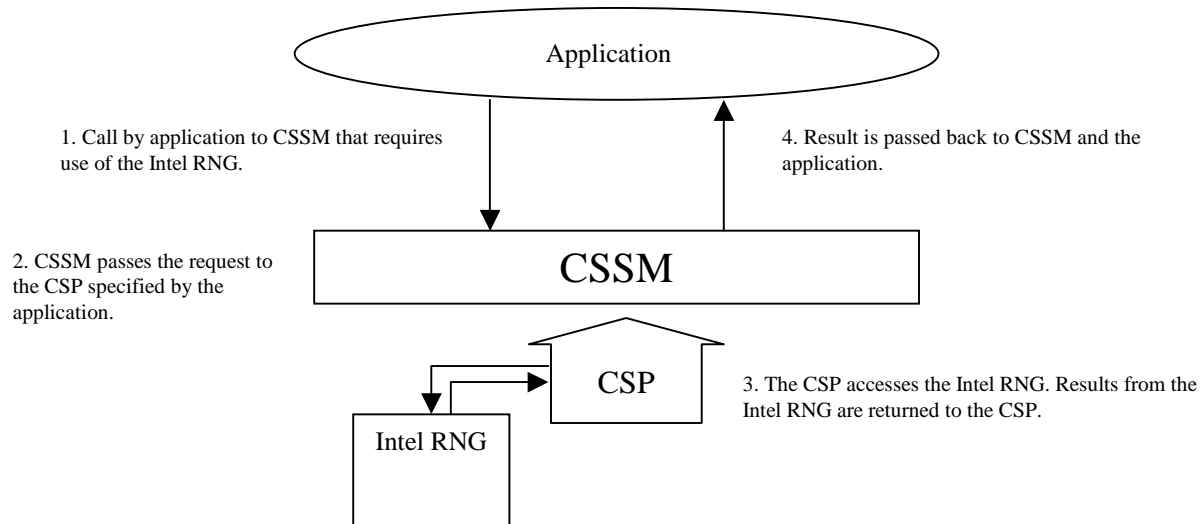 Application
1. Call by application to CSSM that requires
use of the Intel RNG.
4. Result is passed back to CSSM and the
application.
2. CSSM passes the request to
the CSP specified by the
application.
CSSM
CSP
3. The CSP accesses the Intel RNG. Results from the
Intel RNG are returned to the CSP.
Intel RNG